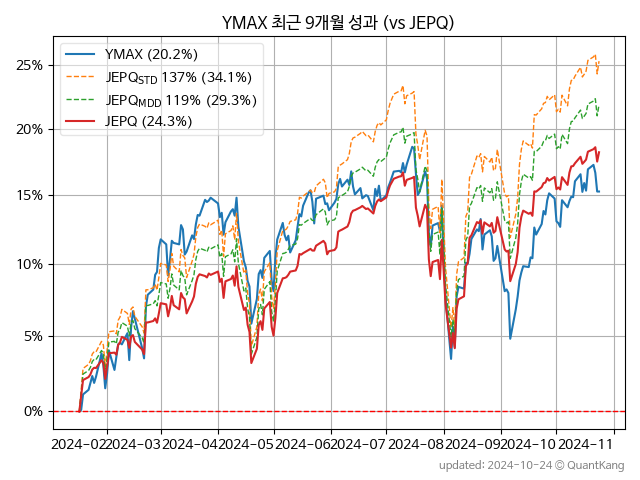 YMAX 최근 9개월 성과 (vs JEPQ)
YMAX (20.2%)
JEPQSTD 137% (34.1%)
JEPQMDD 119% (29.3%)
JEPQ (24.3%)
25%
20%
15%
10%
5%
0%
2024-02 2024-03 2024-04 2024-05 2024-06 2024-07 2024-08 2024-09 2024-10 2024-11
updated: 2024-10-24 © QuantKang